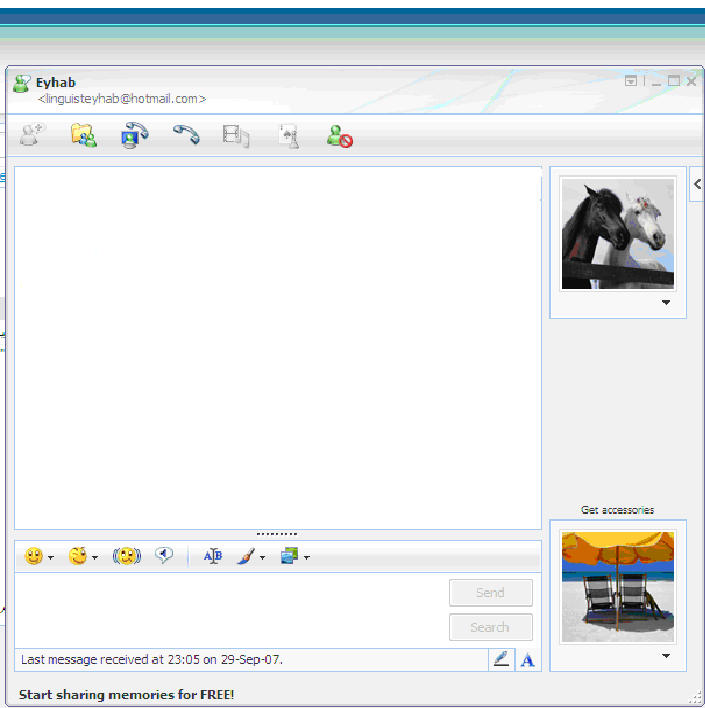 Eyhab
<linguisteyhab@hotmail.com>
Get accessories
Send
Search
Last message received at 23:05 on 29-Sep-07.
A
Start sharing memories for FREE!